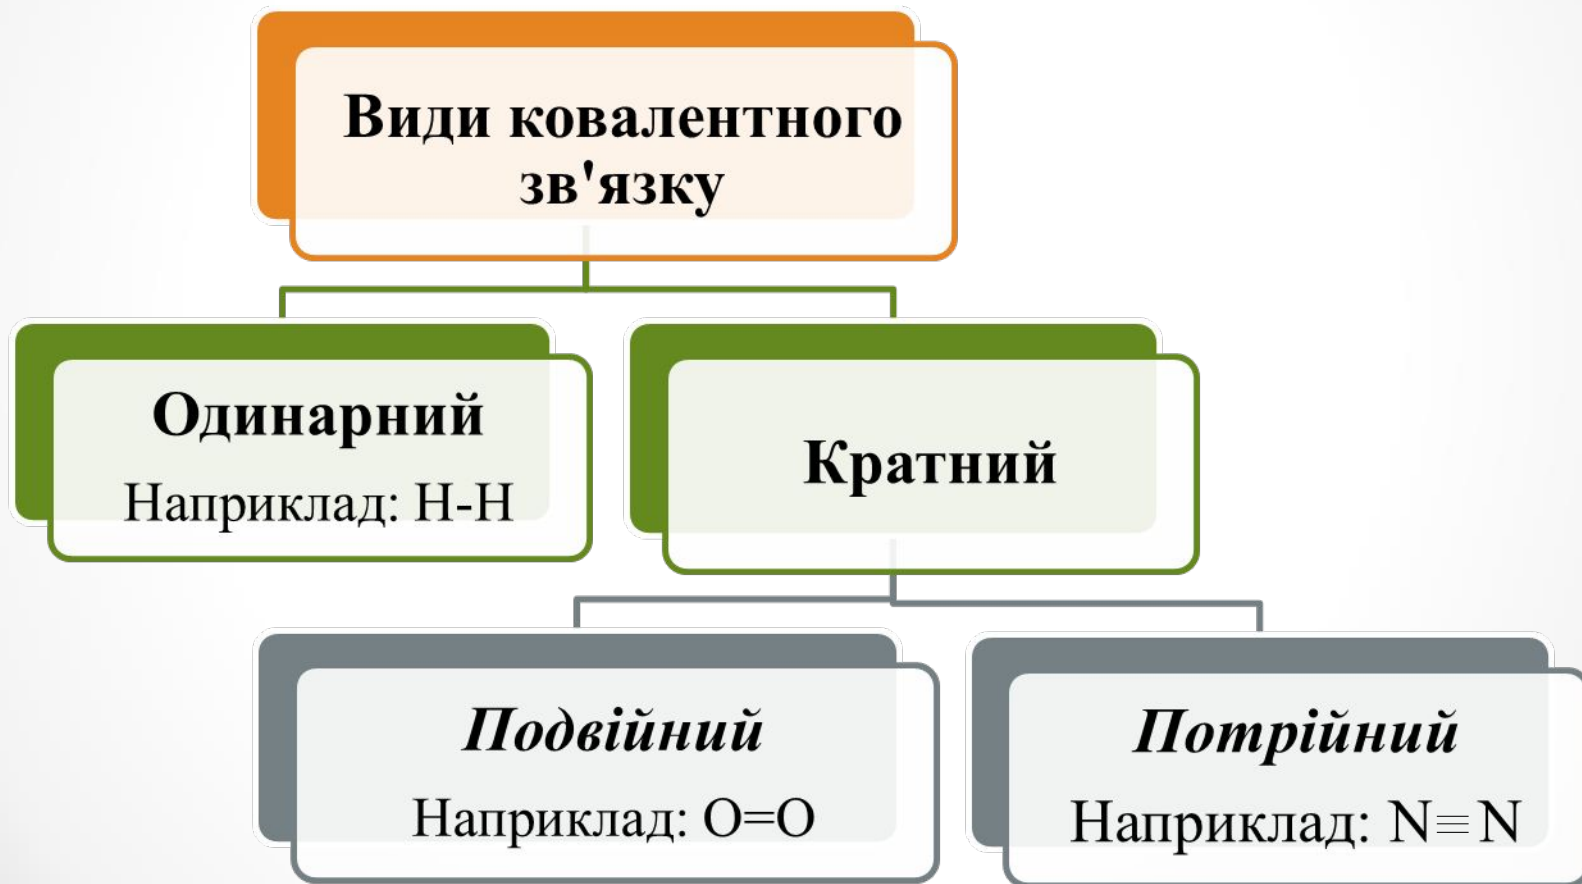 Види ковалентного
зв'язку
Одинарний
Наприклад: H-H
Кратний
Подвійний
Наприклад: O=O
Потрійний
Наприклад: N≡N